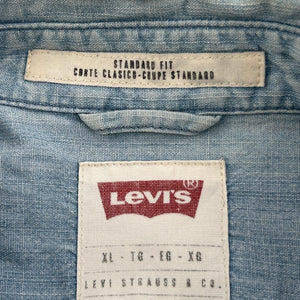 STANDARD FIT
CORTE CLASICO-COUPE STANDARD
LEVI'S®
XL - TG - EG - XG
LEVI STRAUSS & CO.